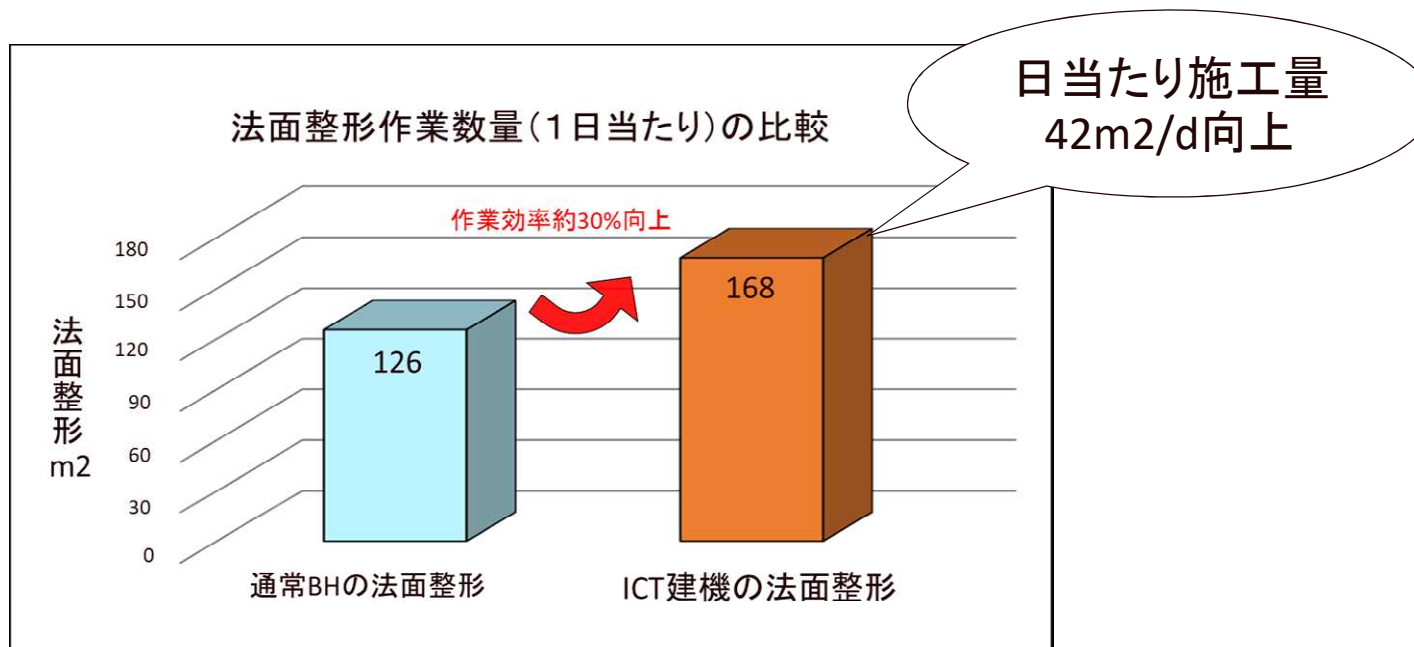 日当たり施工量
42m2/d向上
法面整形作業数量(1日当たり)の比較
作業効率約30%向上
180
150
120
90
60
30
0
法面整形
m2
126
168
通常BHの法面整形
ICT建機の法面整形